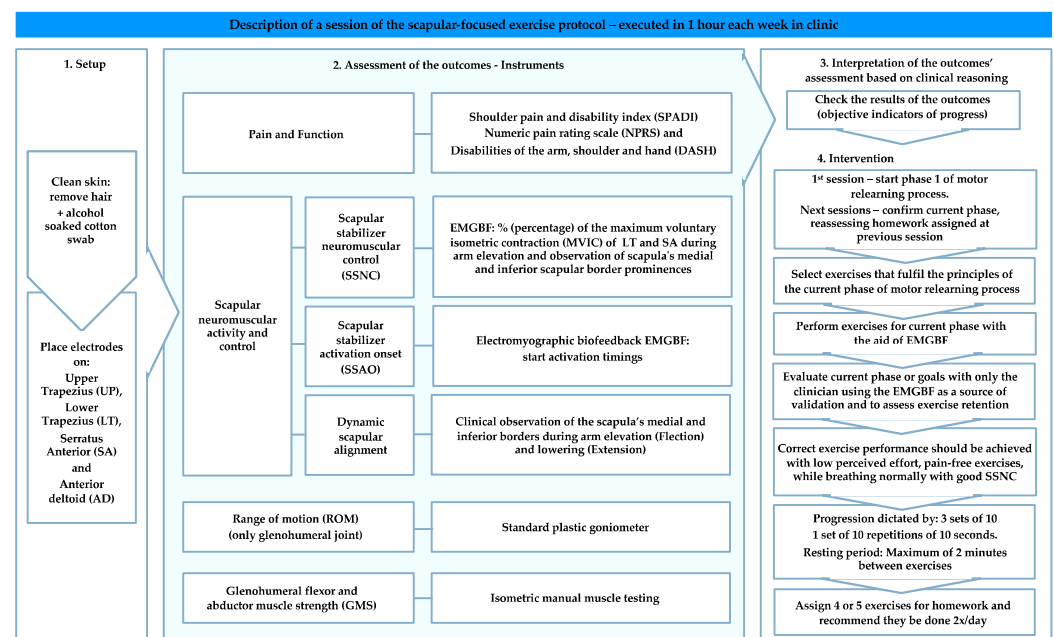 Description of a session of the scapular-focused exercise protocol – executed in 1 hour each week in clinic
1. Setup
Clean skin:
remove hair
+ alcohol
soaked cotton
swab
Place electrodes
on:
Upper
Trapezius (UP),
Lower
Trapezius (LT),
Serratus
Anterior (SA)
and
Anterior
deltoid (AD)
2. Assessment of the outcomes - Instruments
Pain and Function
Shoulder pain and disability index (SPADI)
Numeric pain rating scale (NPRS) and
Disabilities of the arm, shoulder and hand (DASH)
Scapular
neuromuscular
activity and
control
Scapular
stabilizer
neuromuscular
control
(SSNC)
EMGBF: % (percentage) of the maximum voluntary
isometric contraction (MVIC) of LT and SA during
arm elevation and observation of scapula's medial
and inferior scapular border prominences
Scapular
stabilizer
activation onset
(SSAO)
Electromyographic biofeedback EMGBF:
start activation timings
Dynamic
scapular
alignment
Clinical observation of the scapula's medial and
inferior borders during arm elevation (Flection)
and lowering (Extension)
Range of motion (ROM)
(only glenohumeral joint)
Standard plastic goniometer
Glenohumeral flexor and
abductor muscle strength (GMS)
Isometric manual muscle testing
3. Interpretation of the outcomes'
assessment based on clinical reasoning
Check the results of the outcomes
(objective indicators of progress)
4. Intervention
1st session – start phase 1 of motor
relearning process.
Next sessions – confirm current phase,
reassessing homework assigned at
previous session
Select exercises that fulfil the principles of
the current phase of motor relearning process
Perform exercises for current phase with
the aid of EMGBF
Evaluate current phase or goals with only the
clinician using the EMGBF as a source of
validation and to assess exercise retention
Correct exercise performance should be achieved
with low perceived effort, pain-free exercises,
while breathing normally with good SSNC
Progression dictated by: 3 sets of 10
1 set of 10 repetitions of 10 seconds.
Resting period: Maximum of 2 minutes
between exercises
Assign 4 or 5 exercises for homework and
recommend they be done 2x/day